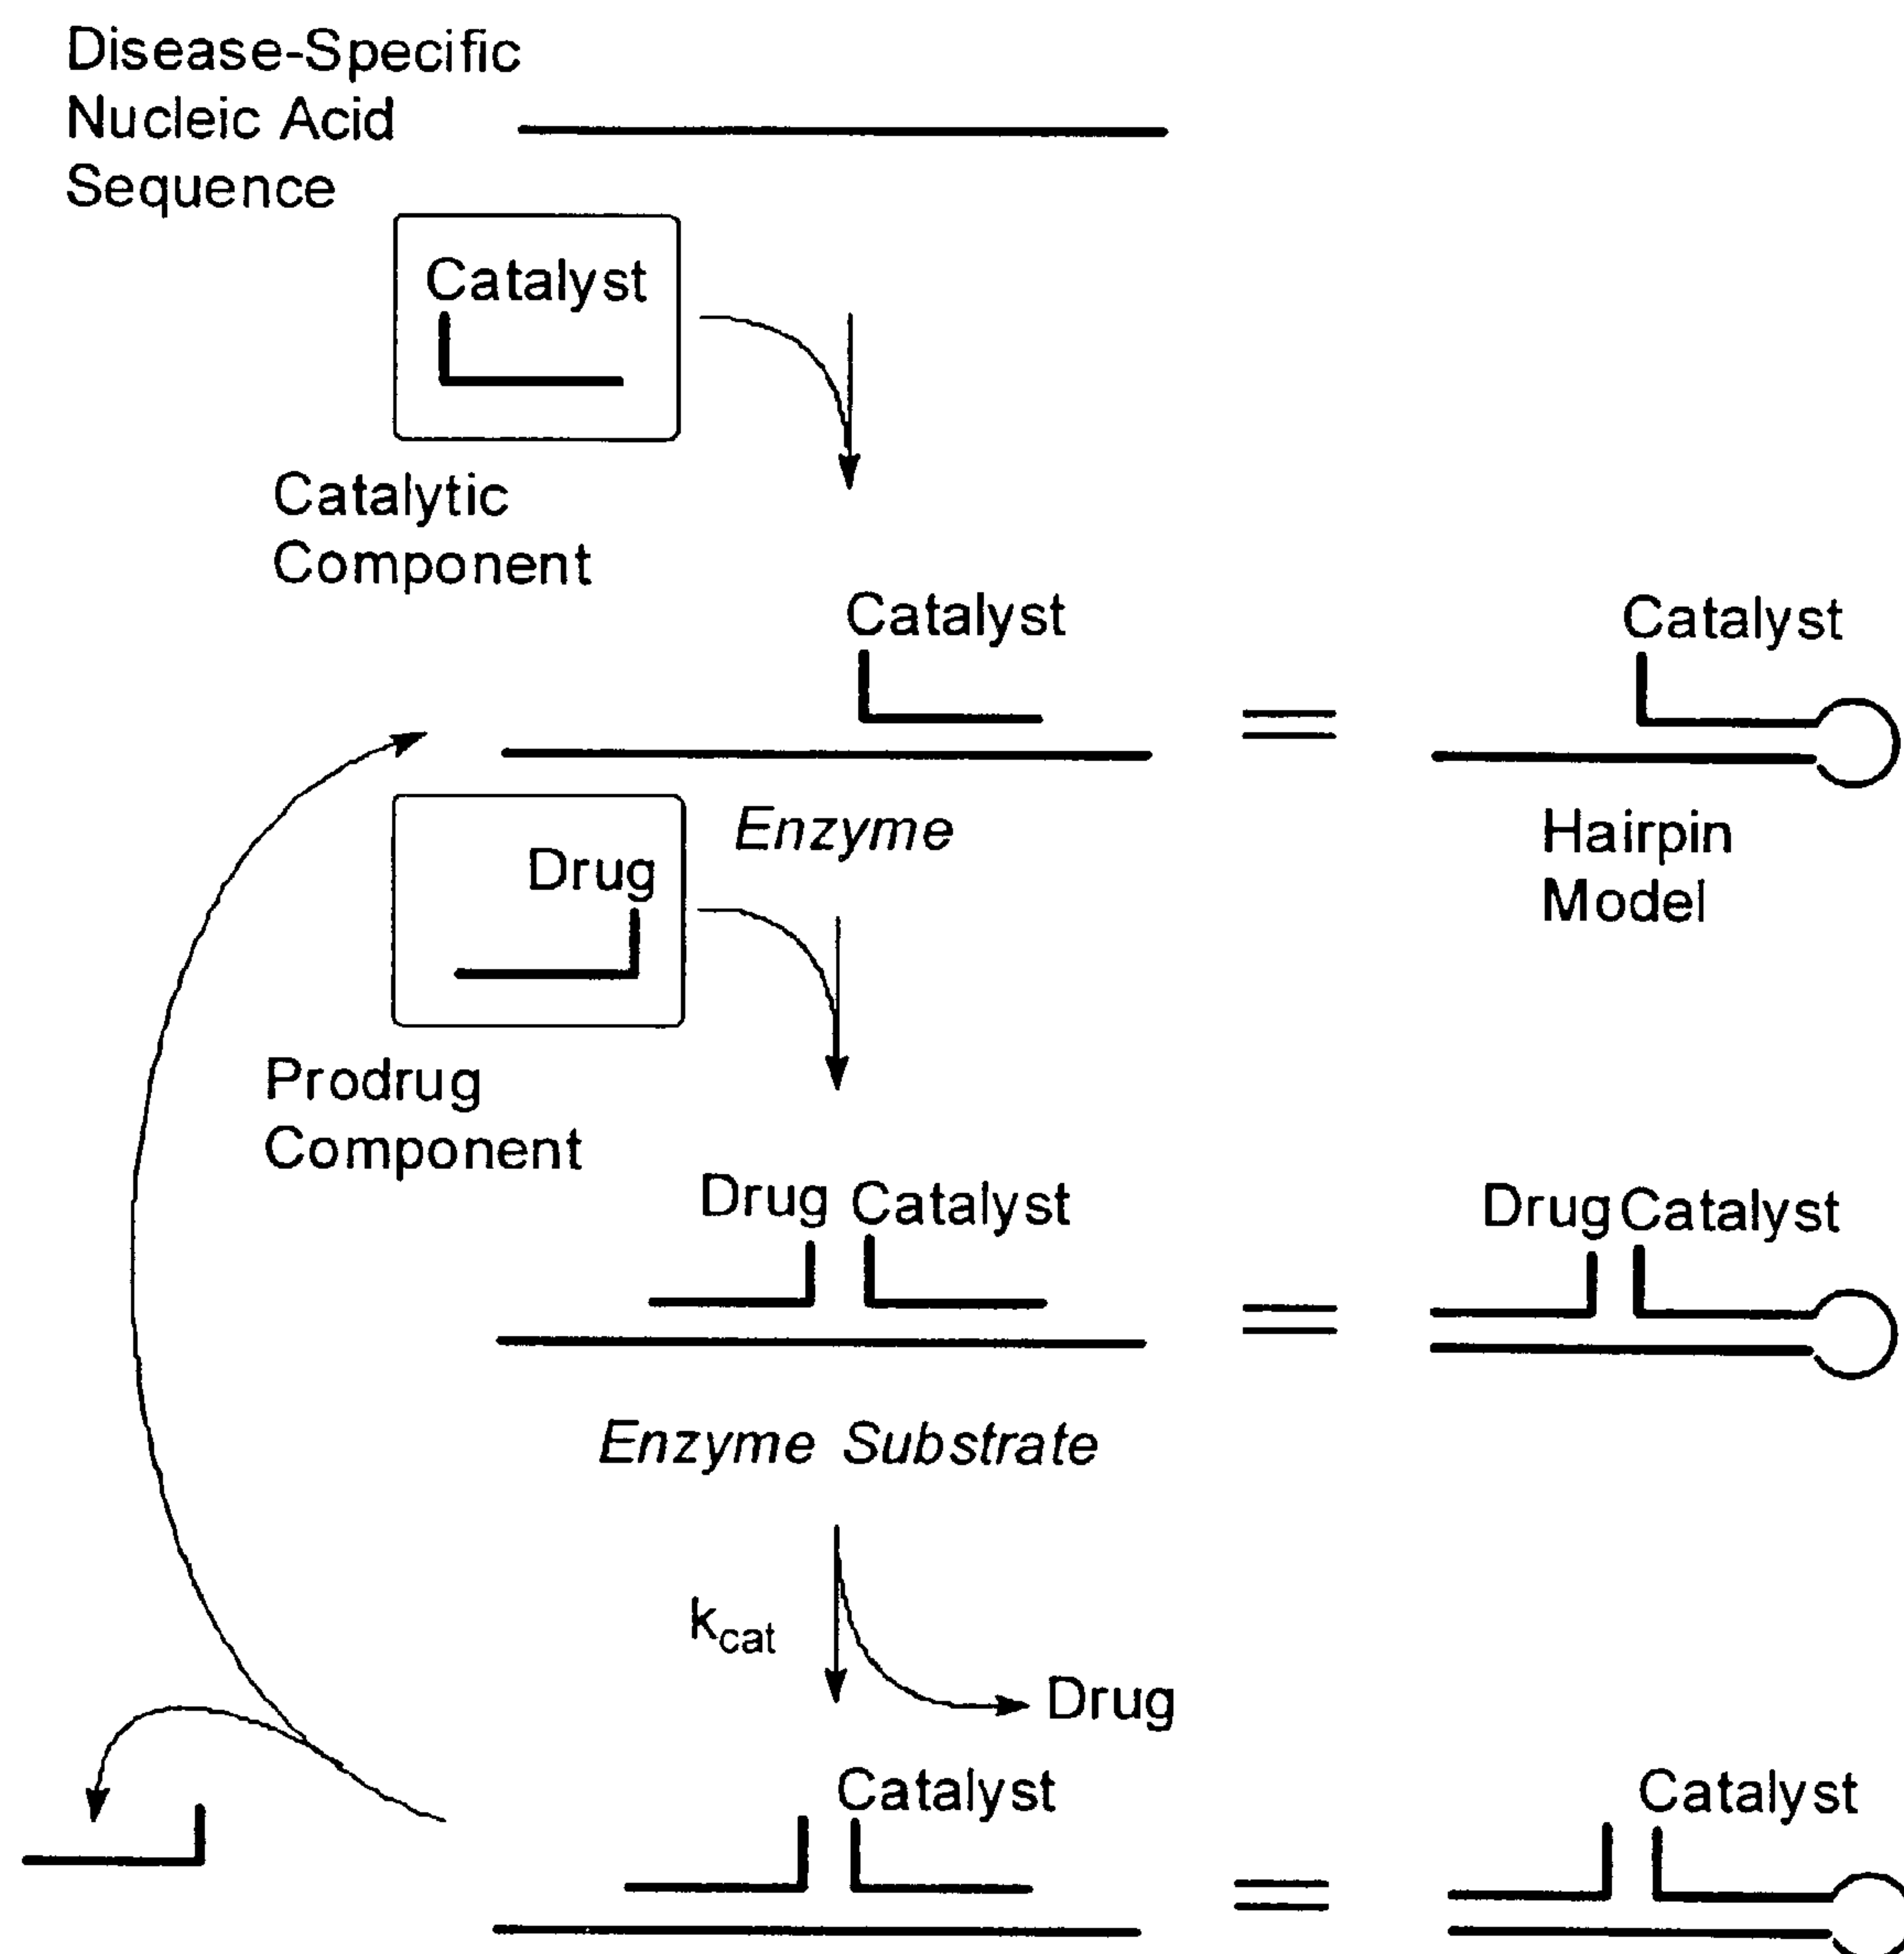 Disease-Specific
Nucleic Acid
Sequence
Catalyst
Catalytic
Component
Catalyst
Catalyst
Enzyme
Hairpin
Model
Drug
Prodrug
Component
Drug Catalyst
Drug Catalyst
Enzyme Substrate
kcat
Drug
Catalyst
Catalyst